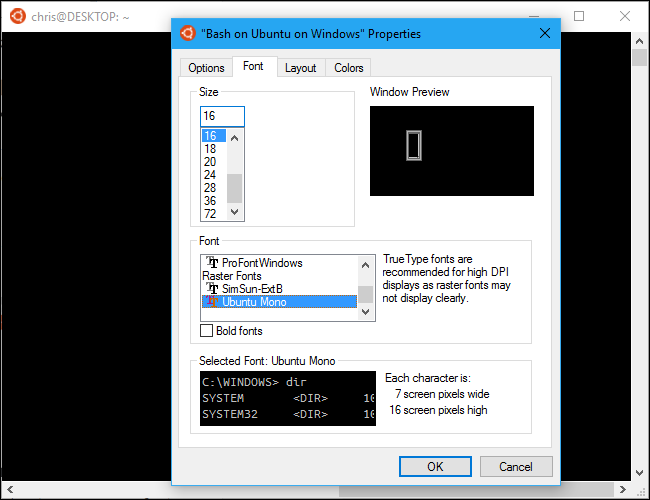 chris@DESKTOP: ~
"Bash on Ubuntu on Windows" Properties
Options Font Layout Colors
Size
16
16
18
20
24
28
36
72
Window Preview
Font
ProFontWindows
Raster Fonts
SimSun-ExtB
Ubuntu Mono
TrueType fonts are
recommended for high DPI
displays as raster fonts may
not display clearly.
Bold fonts
Selected Font: Ubuntu Mono
C:\WINDOWS> dir
SYSTEM <DIR> 10
SYSTEM32 <DIR> 10
Each character is:
7 screen pixels wide
16 screen pixels high
OK Cancel